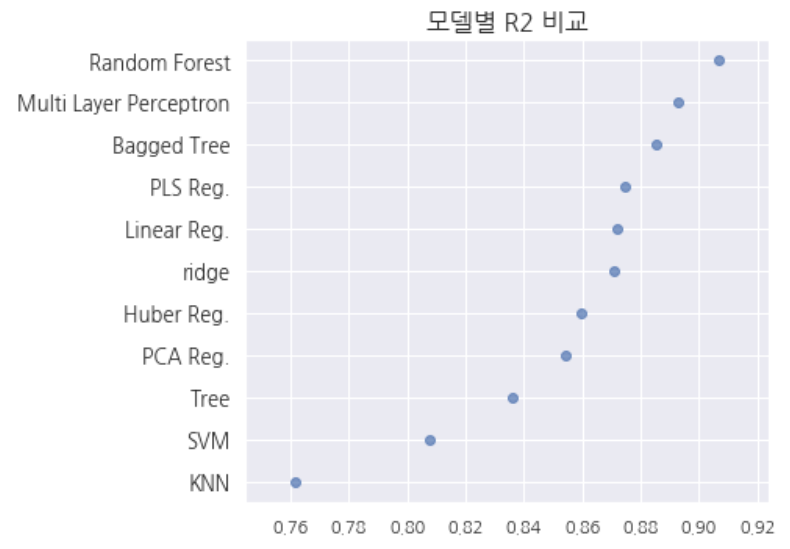 모델별 R2 비교
Random Forest
Multi Layer Perceptron
Bagged Tree
PLS Reg.
Linear Reg.
ridge
Huber Reg.
PCA Reg.
Tree
SVM
KNN
0.76 0.78 0.80 0.82 0.84 0.86 0.88 0.90 0.92